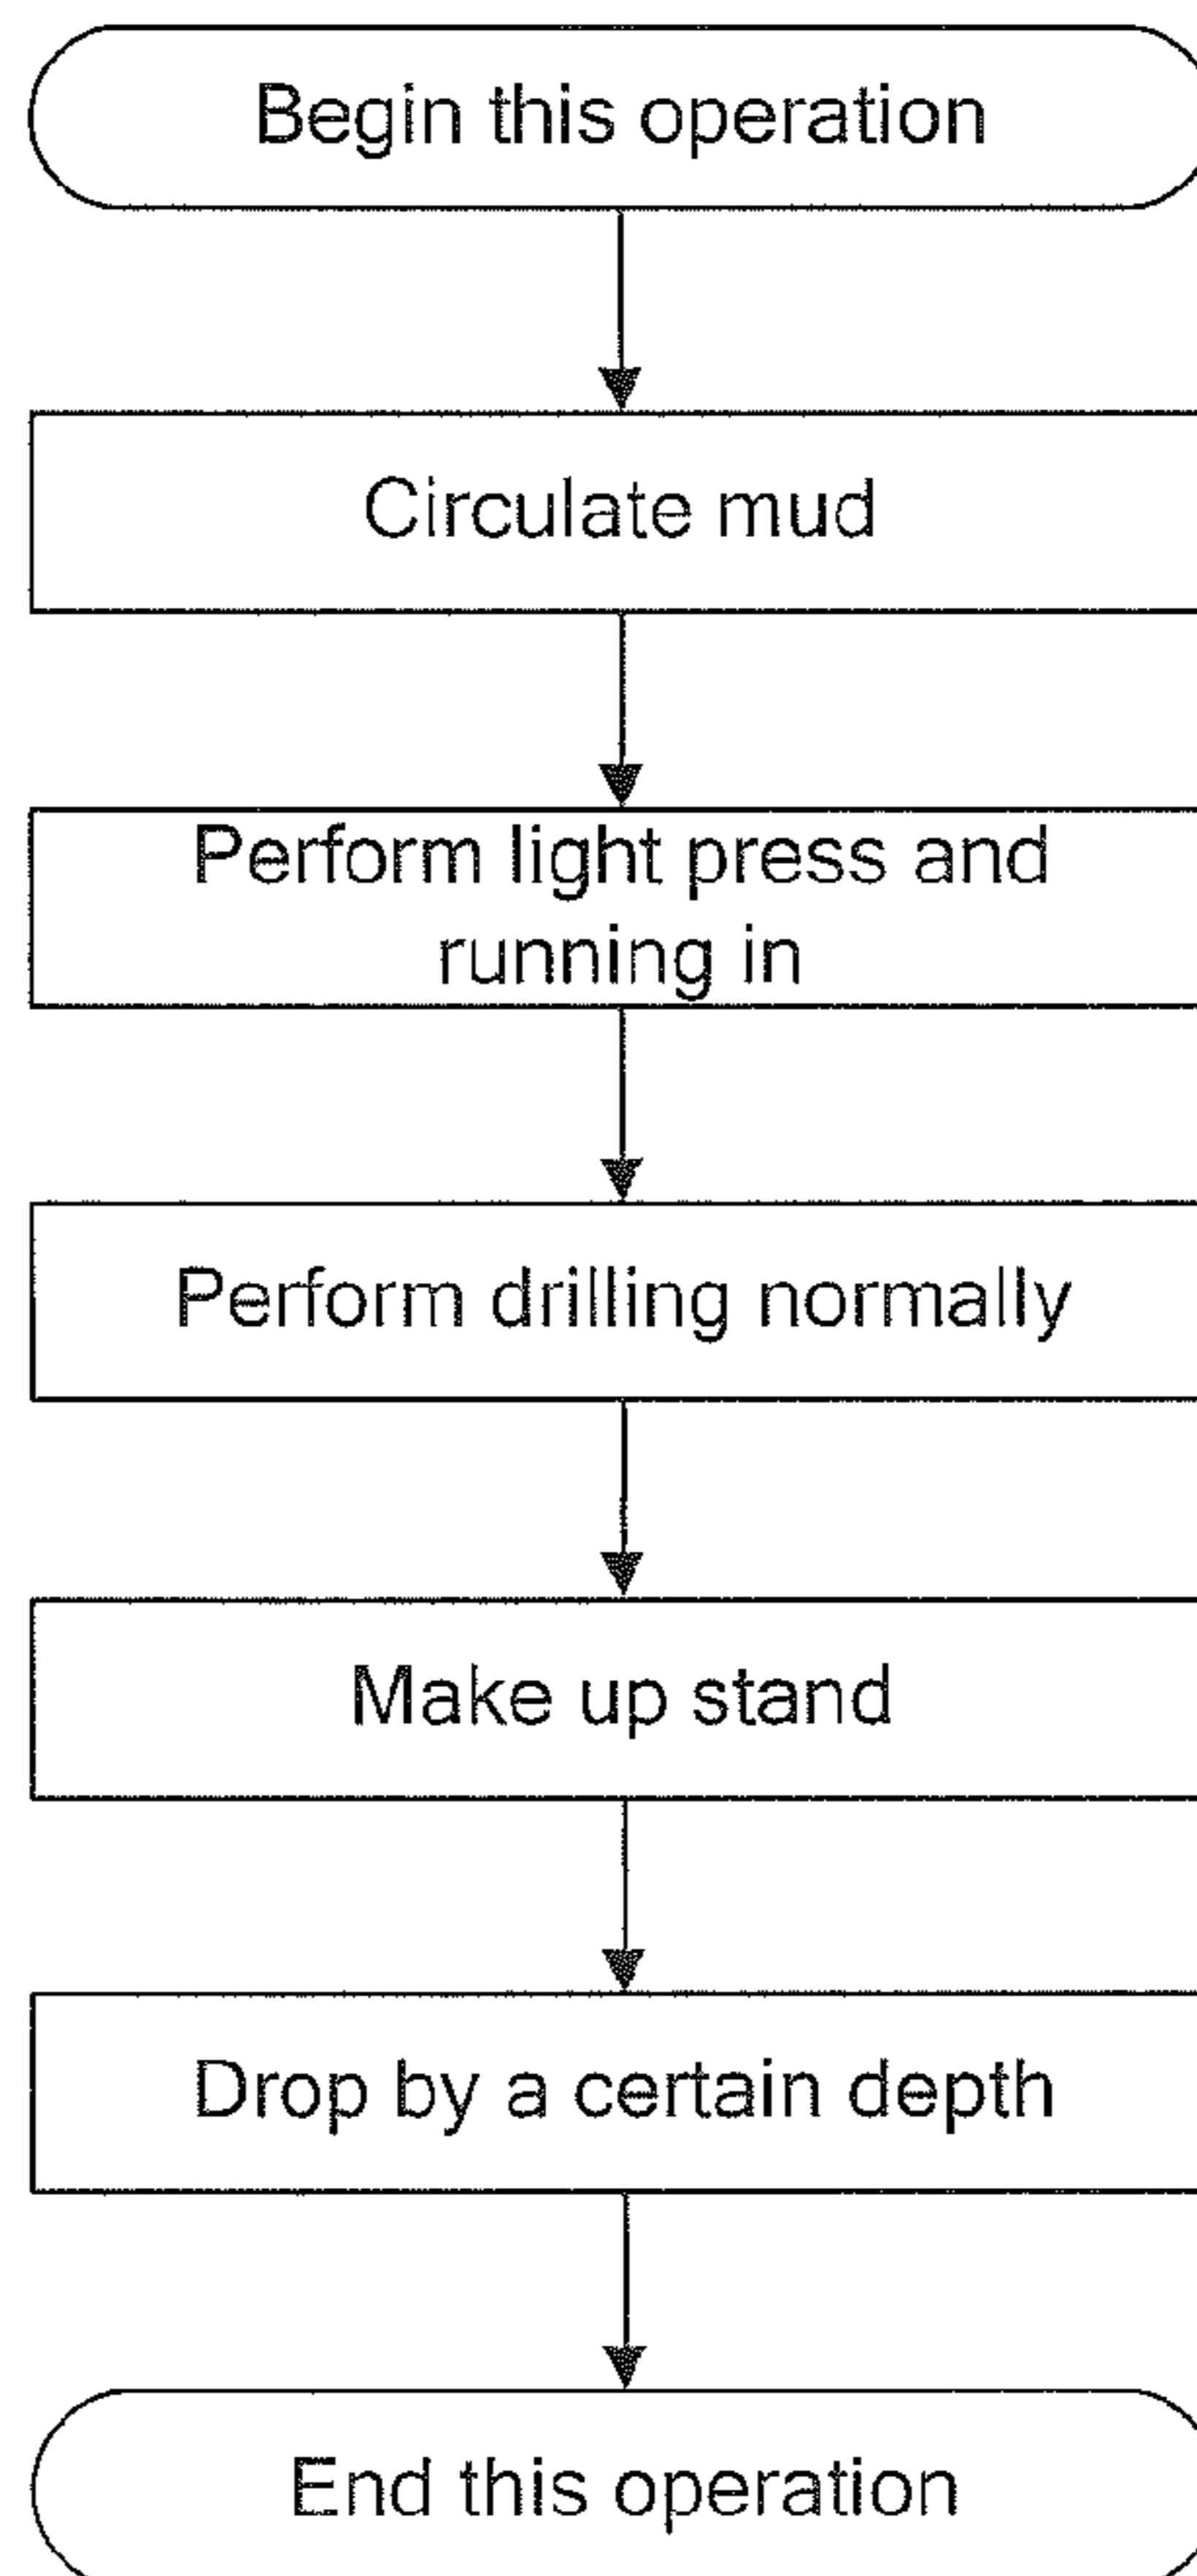 Begin this operation
Circulate mud
Perform light press and
running in
Perform drilling normally
Make up stand
Drop by a certain depth
End this operation